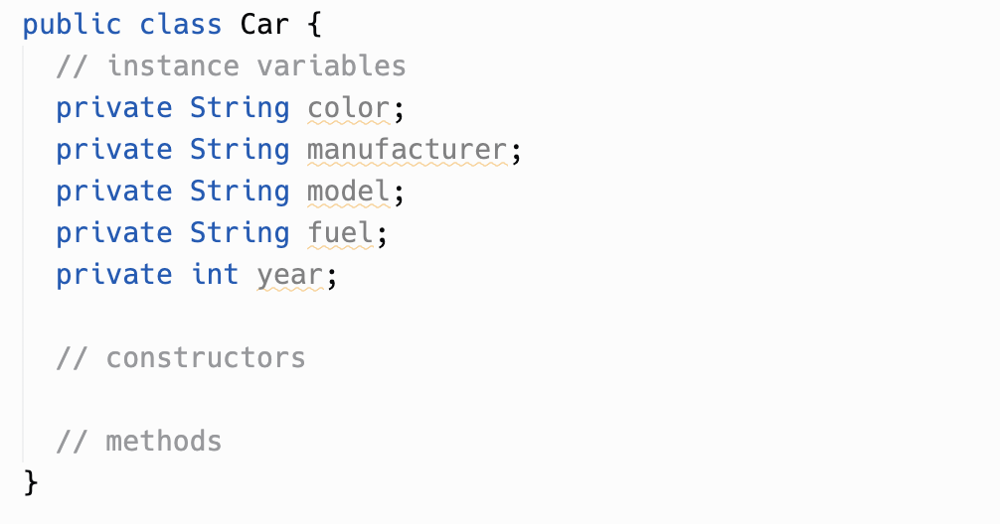 public class Car {
// instance variables
private String color;
private String manufacturer;
private String model;
private String fuel;
private int year;
// constructors
// methods
}